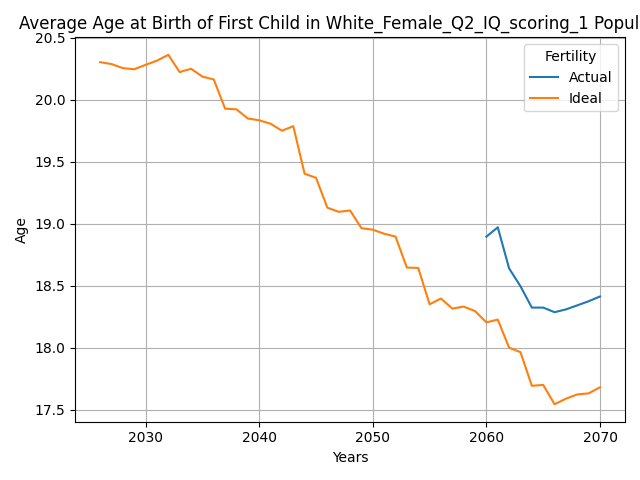 Average Age at Birth of First Child in White_Female_Q2_IQ_scoring_1 Popul
Fertility
Actual
Ideal
20.5
20.0
19.5
19.0
18.5
18.0
17.5
Age
2030 2040 2050 2060 2070
Years